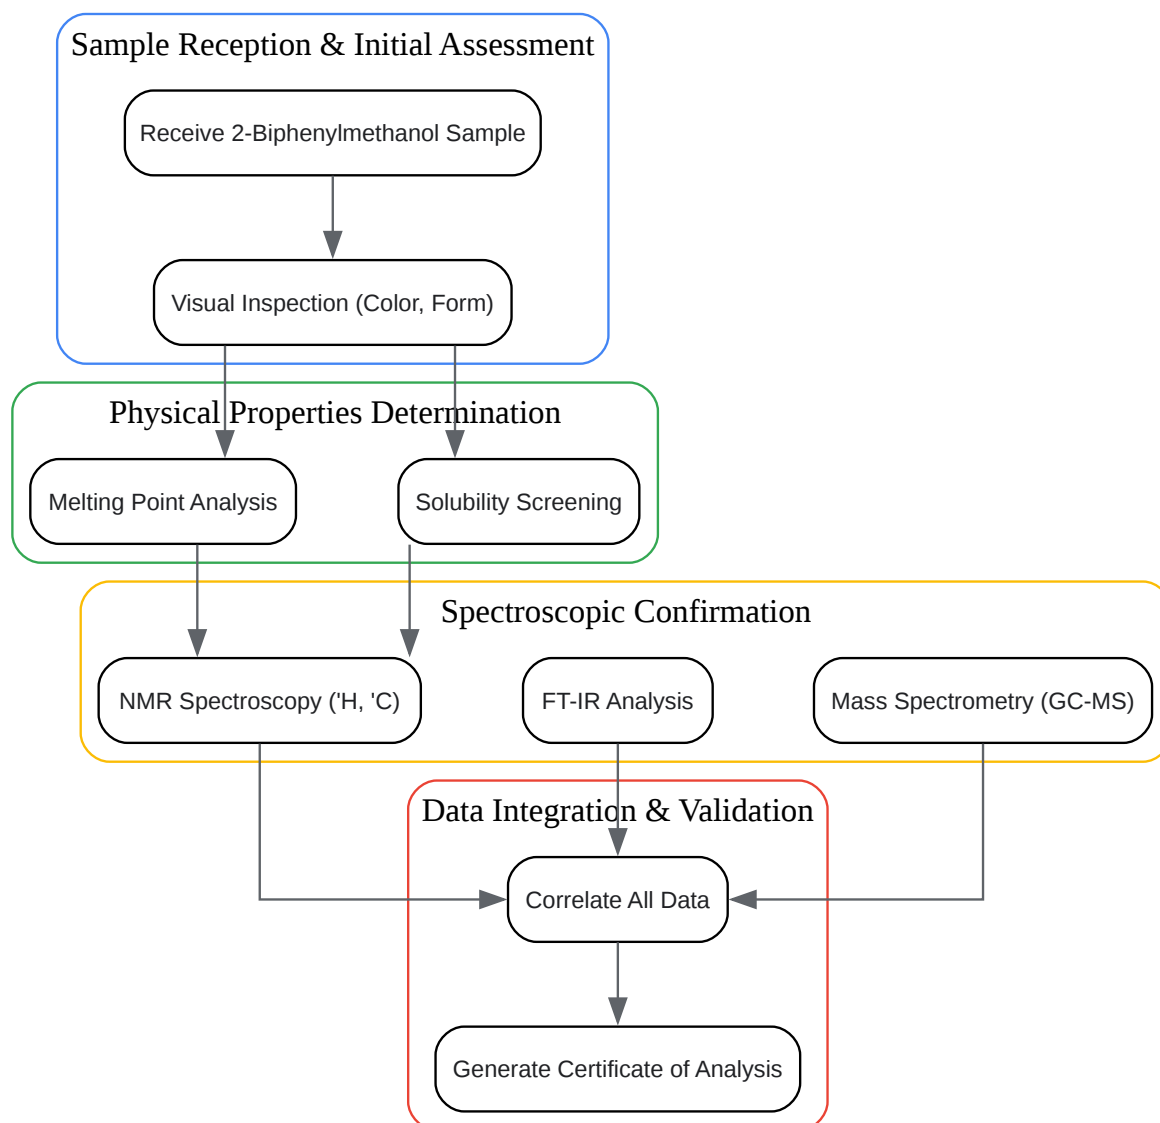 Sample Reception & Initial Assessment
Receive 2-Biphenylmethanol Sample
Visual Inspection (Color, Form)
Physical Properties Determination
Melting Point Analysis
Solubility Screening
Spectroscopic Confirmation
NMR Spectroscopy ('H, 'C)
FT-IR Analysis
Mass Spectrometry (GC-MS)
Data Integration & Validation
Correlate All Data
Generate Certificate of Analysis